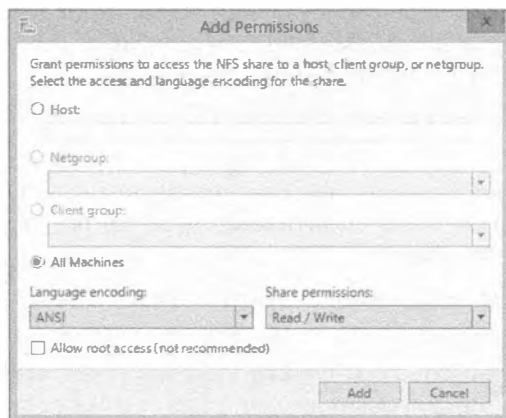 Add Permissions
X
Grant permissions to access the NFS share to a host, client group, or netgroup.
Select the access and language encoding for the share.
Host:
Netgroup:
Client group:
All Machines
Language encoding: Share permissions:
ANSI Read / Write
Allow root access (not recommended)
Add Cancel